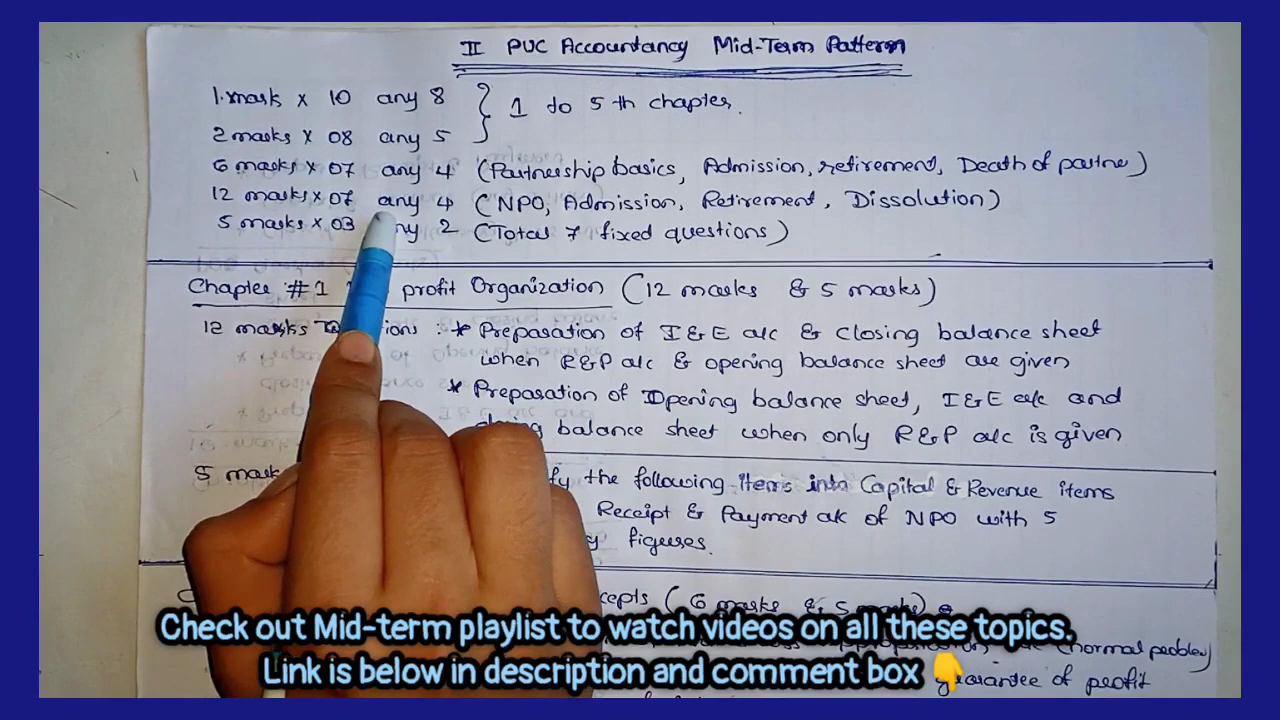 II PUC Accountancy Mid-Term Pattern
1.mark x 10 any 8 } 1 to 5 th chapter.
2 marks x 08 any 5
6 marks x 07 any 4 (Partnership basics, Admission, retirement, Death of partne)
12 marks x 07 any 4 (NPO, Admission, Retirement, Dissolution)
5 marks x 03 any 2 (Total 7 fixed questions)
Chapter #1 profit Organization (12 marks & 5 marks)
12 marks : * Preparation of I&E a/c & Closing balance sheet
when R&P a/c & opening balance sheet are given
* Preparation of Opening balance sheet, I&E a/c and
closing balance sheet when only R&P a/c is given
5 mark the following items into Capital & Revenue items
Receipt & Payment a/c of NPO with 5
figures.
(6 marks & 5 marks)
(normal problem)
guarantee of profit
Check out Mid-term playlist to watch videos on all these topics.
Link is below in description and comment box 👇